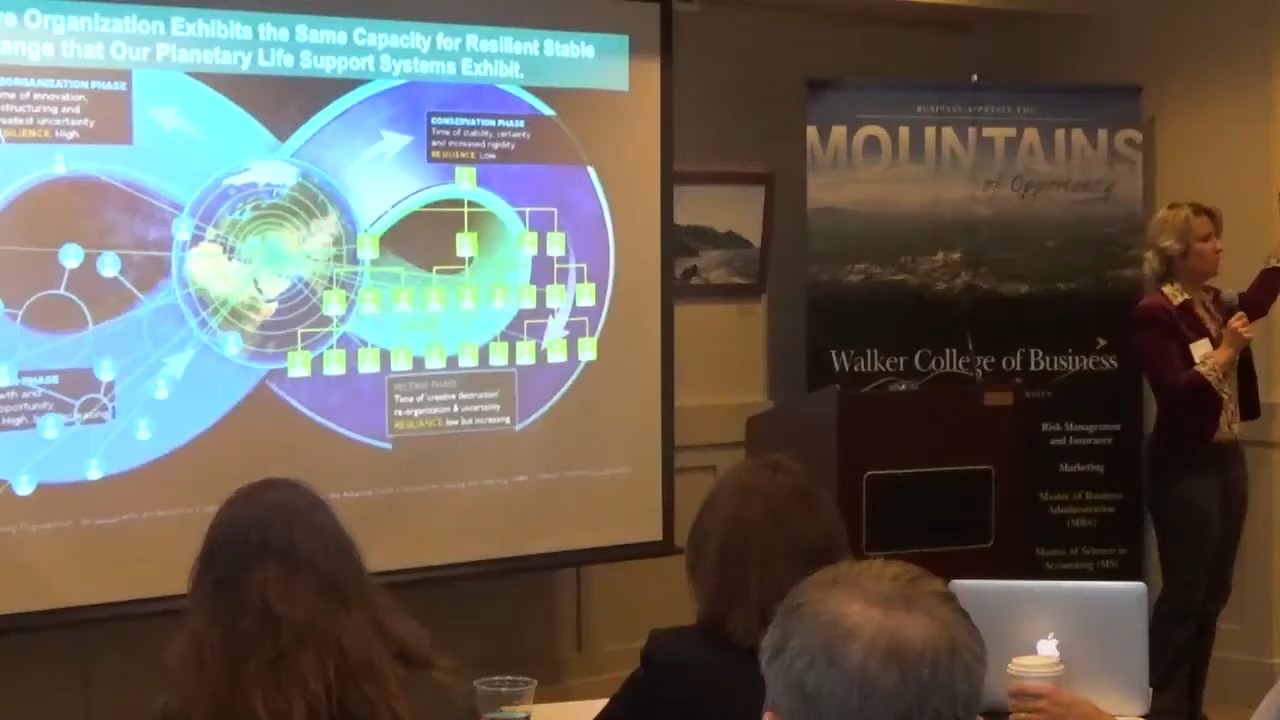 Organization Exhibits the Same Capacity for Resilient Stable
ange that Our Planetary Life Support Systems Exhibit.
ORGANIZATION PHASE
me of innovation,
structuring and
eatest uncertainty
SILIENCE High
CONSERVATION PHASE
Time of stability, certainty
and increased rigidity
RESILIENCE Low
PHASE
wth and
pportunity
High,
RELEASE PHASE
Time of 'creative destruction'
re-organization & uncertainty
RESILIANCE low but increasing
MOUNTAINS
of Opportunity
Walker College of Business
Risk Management
and Insurance
Marketing
Master of Business
Administration
(MBA)
Master of Science in
Accounting (MS)